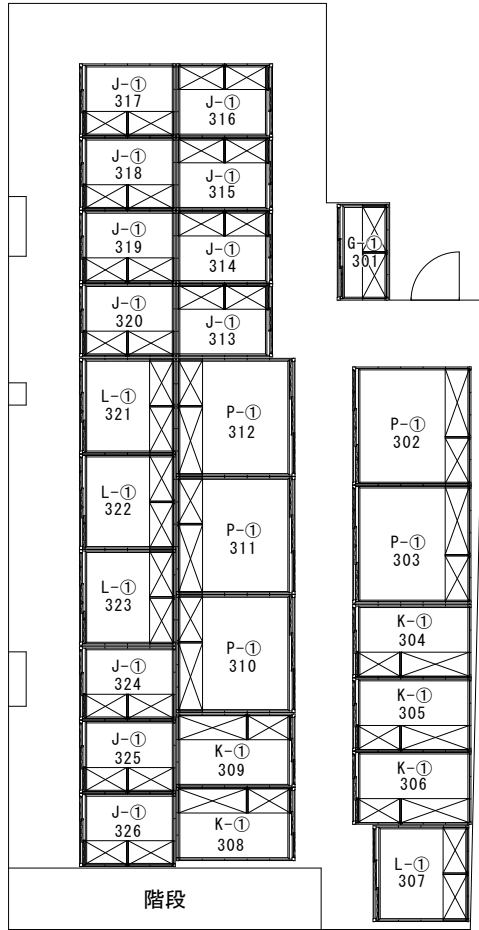 J-①
317
J-①
316
J-①
318
J-①
315
J-①
319
J-①
314
J-①
320
J-①
313
G-①
301
L-①
321
P-①
312
P-①
302
L-①
322
P-①
311
P-①
303
L-①
323
P-①
310
K-①
304
J-①
324
K-①
305
J-①
325
K-①
309
K-①
306
J-①
326
K-①
308
L-①
307
階段